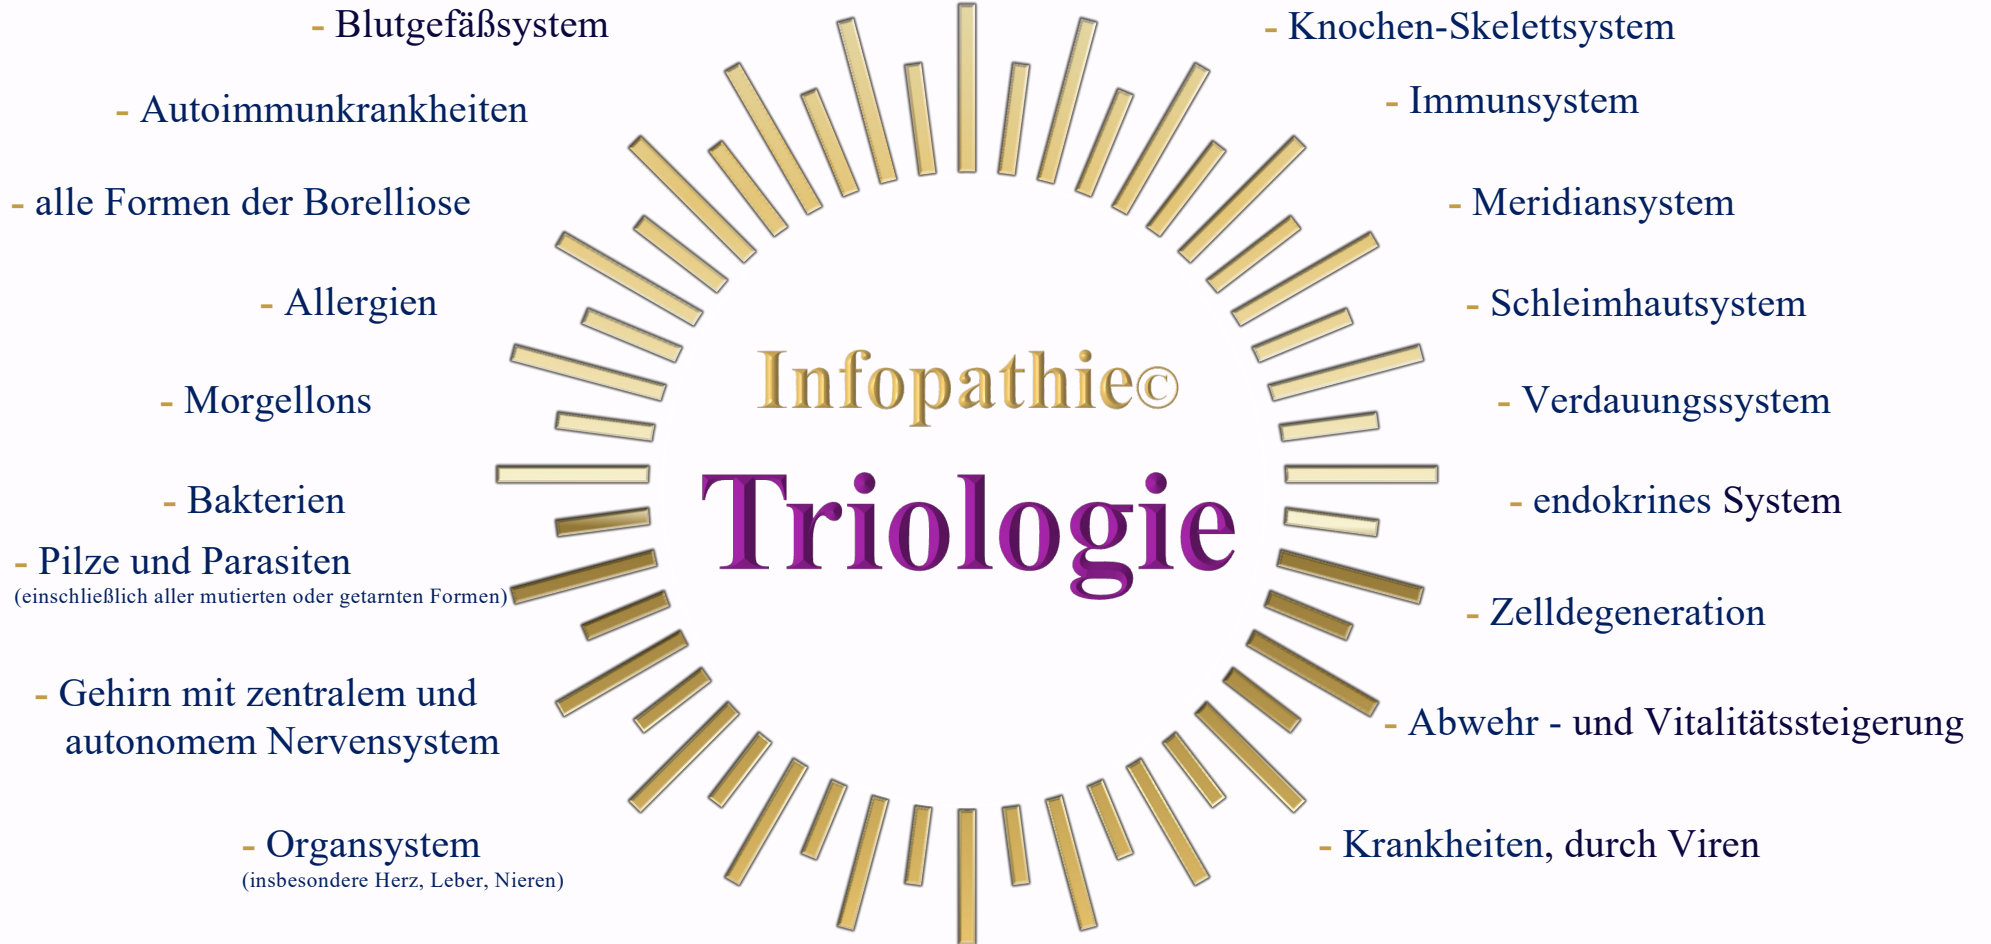 - Blutgefäßsystem
- Autoimmunkrankheiten
- alle Formen der Borelliose
- Allergien
- Morgellons
- Bakterien
- Pilze und Parasiten
(einschließlich aller mutierten oder getarnten Formen)
- Gehirn mit zentralem und
autonomem Nervensystem
- Organsystem
(insbesondere Herz, Leber, Nieren)
Infopathie©
Triologie
- Knochen-Skelettsystem
- Immunsystem
- Meridiansystem
- Schleimhautsystem
- Verdauungssystem
- endokrines System
- Zelldegeneration
- Abwehr - und Vitalitätssteigerung
- Krankheiten, durch Viren